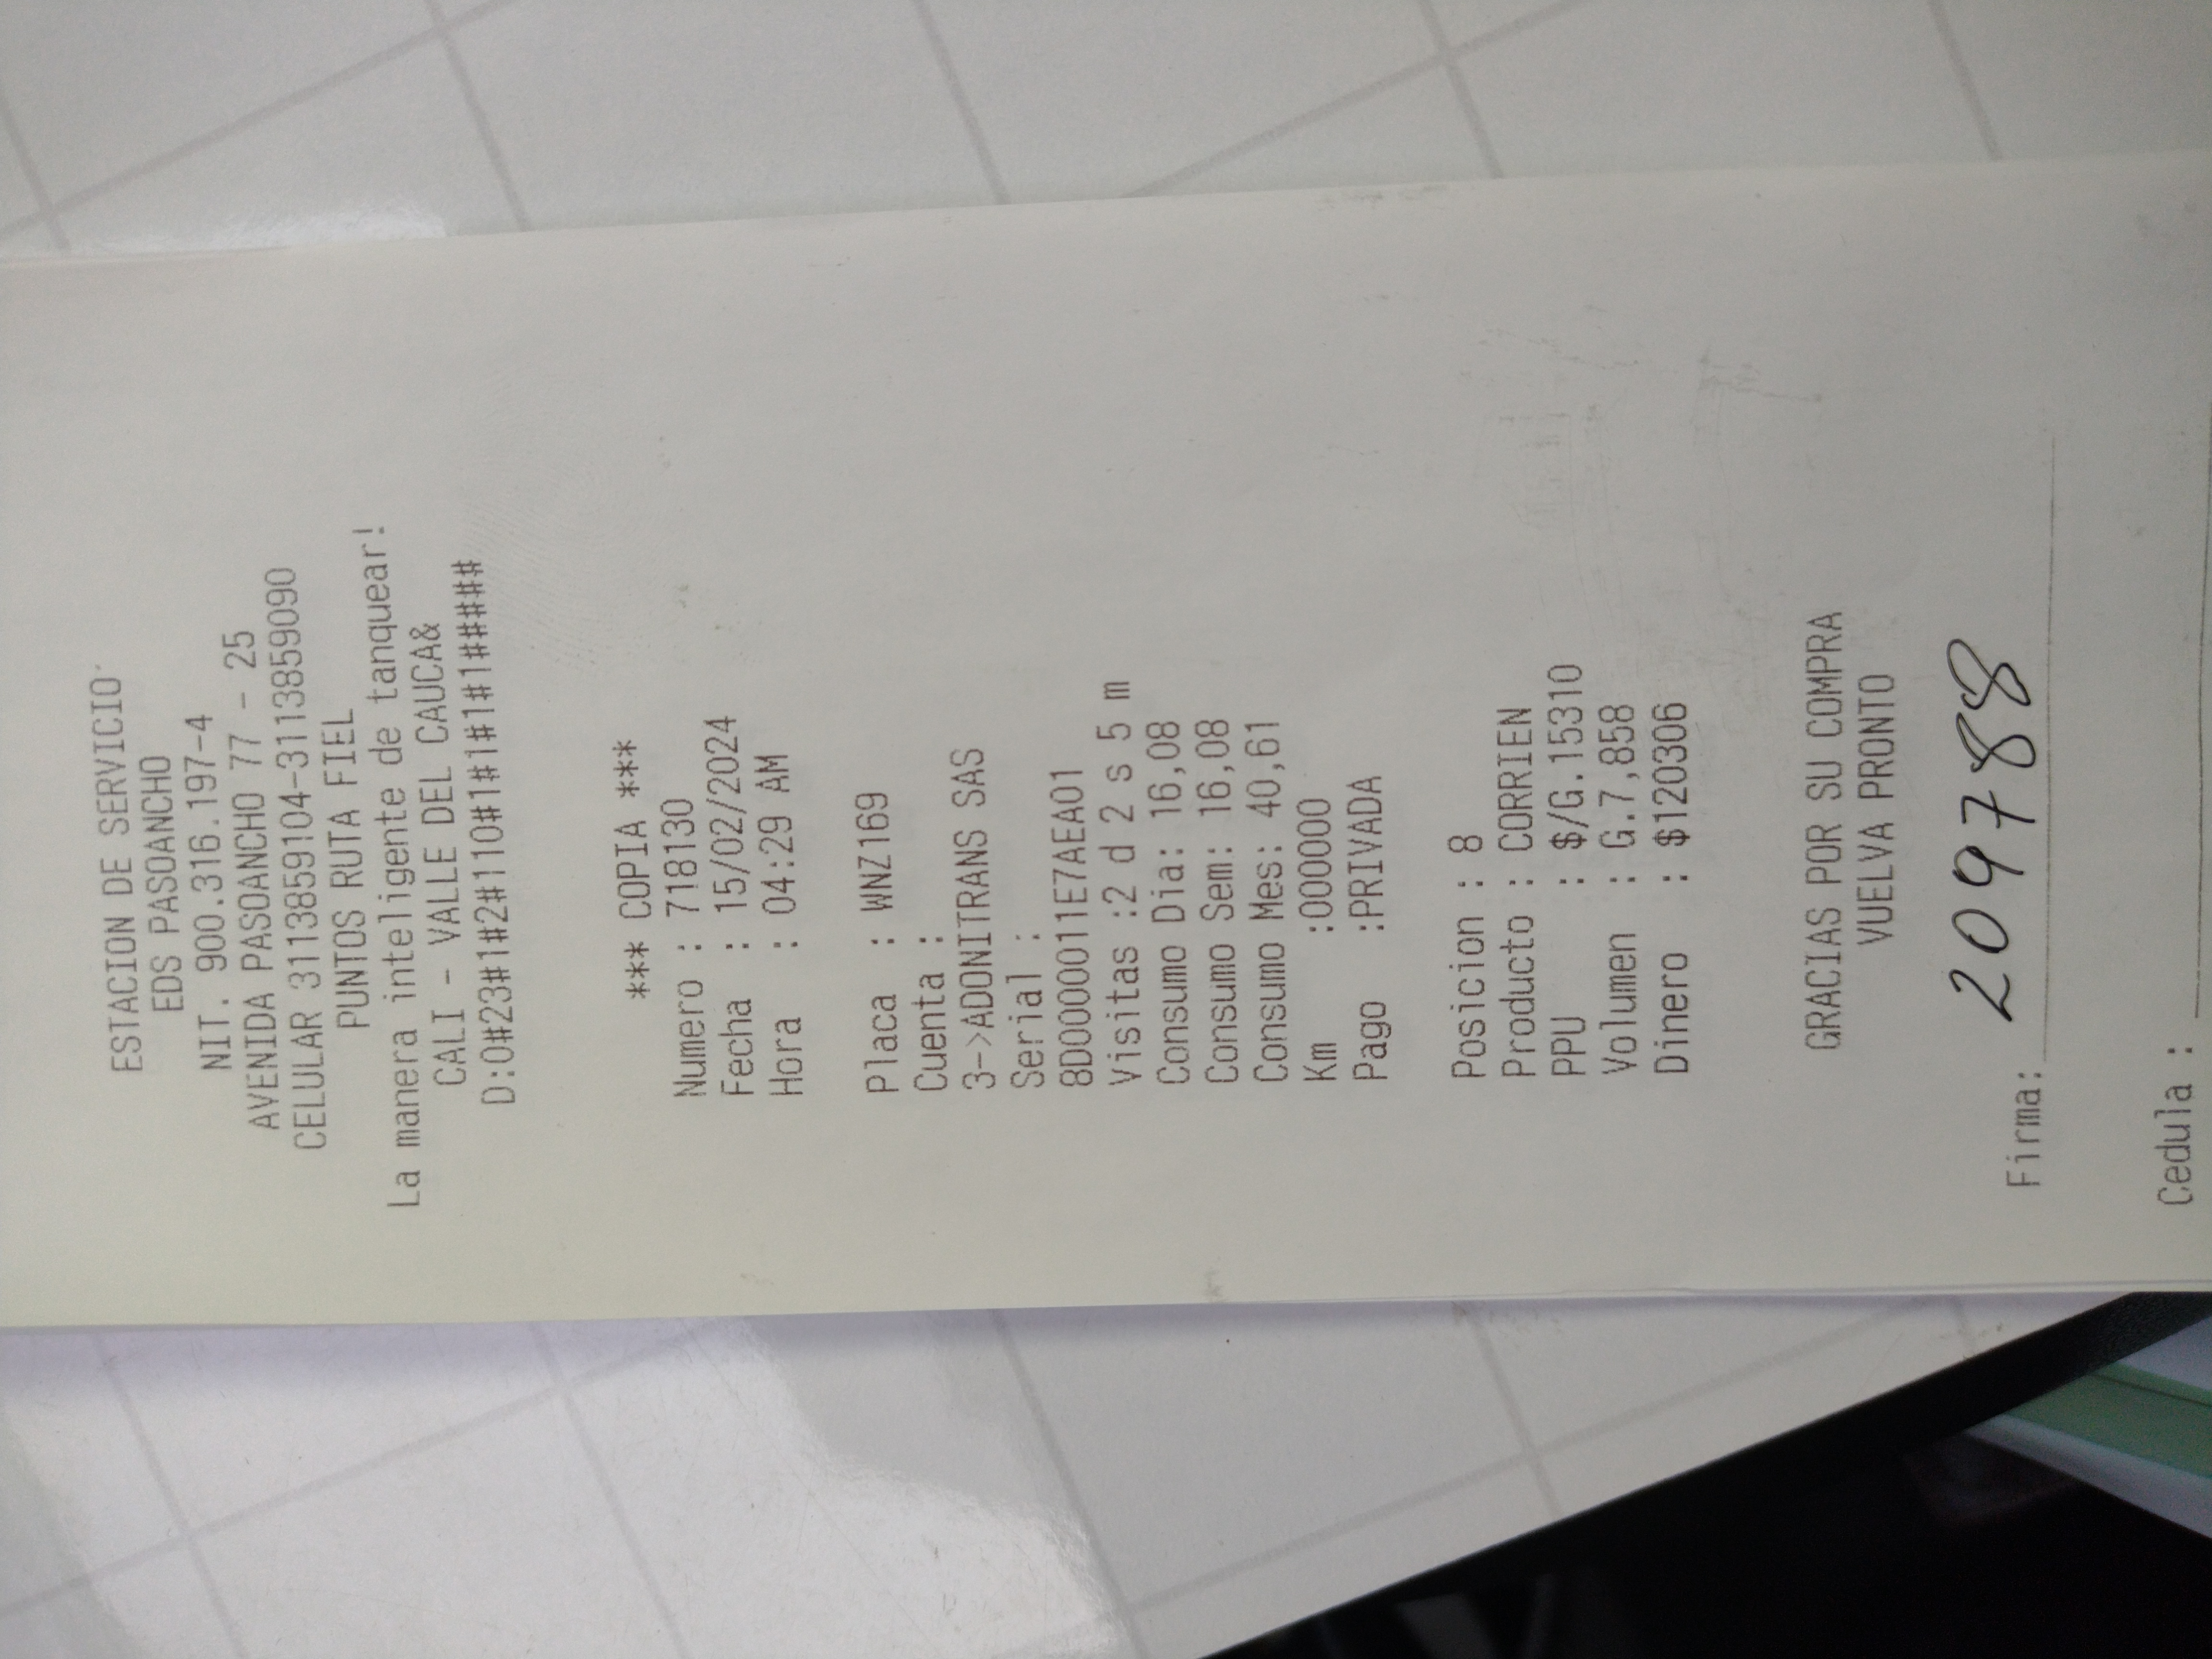 ESTACION DE SERVICIO
EDS PASOANCHO
NIT. 900.316.197-4
AVENIDA PASOANCHO 77 - 25
CELULAR 3113859104-3113859090
PUNTOS RUTA FIEL
La manera inteligente de tanquear!
CALI - VALLE DEL CAUCA&
D:0#23#1#2#110#1#1#1#1#1#####
*** COPIA ***
Numero : 718130
Fecha : 15/02/2024
Hora : 04:29 AM
Placa : WNZ169
Cuenta :
3->ADONITRANS SAS
Serial :
8D000011E7AEA01
Visitas :2 d 2 s 5 m
Consumo Dia: 16,08
Consumo Sem: 16,08
Consumo Mes: 40,61
Km :000000
Pago :PRIVADA
Posicion : 8
Producto : CORRIEN
PPU : $/G.15310
Volumen : G.7,858
Dinero : $120306
GRACIAS POR SU COMPRA
VUELVA PRONTO
209788
Firma:
Cedula :